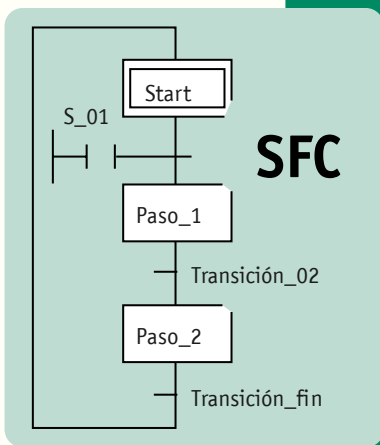 Start
S_01
SFC
Paso_1
Transición_02
Paso_2
Transición_fin